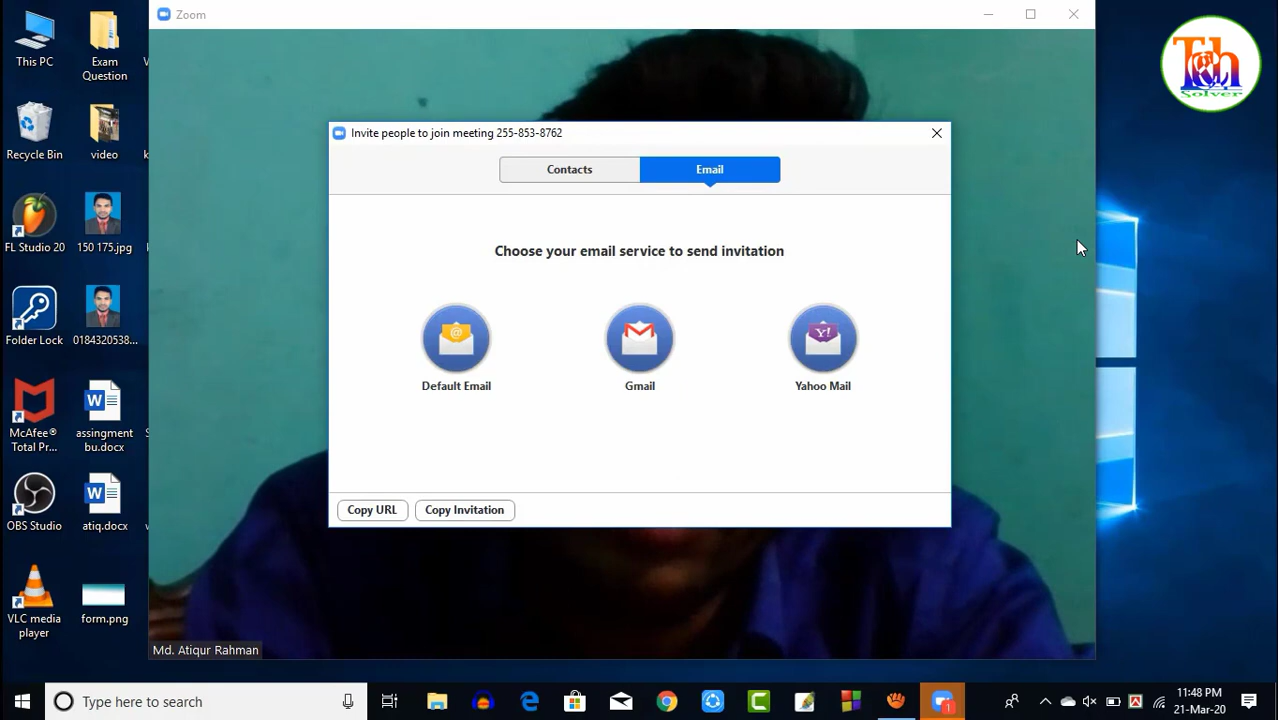 Zoom
This PC
Exam
Question
Recycle Bin
video
FL Studio 20
150 175.jpg
Folder Lock
0184320538...
McAfee®
Total Pr...
assingment
bu.docx
OBS Studio
atiq.docx
VLC media
player
form.png
Tech
Solver
Invite people to join meeting 255-853-8762
Contacts
Email
Choose your email service to send invitation
@
Y!
Default Email
Gmail
Yahoo Mail
Copy URL
Copy Invitation
Md. Atiqur Rahman
Type here to search
1
11:48 PM
21-Mar-20